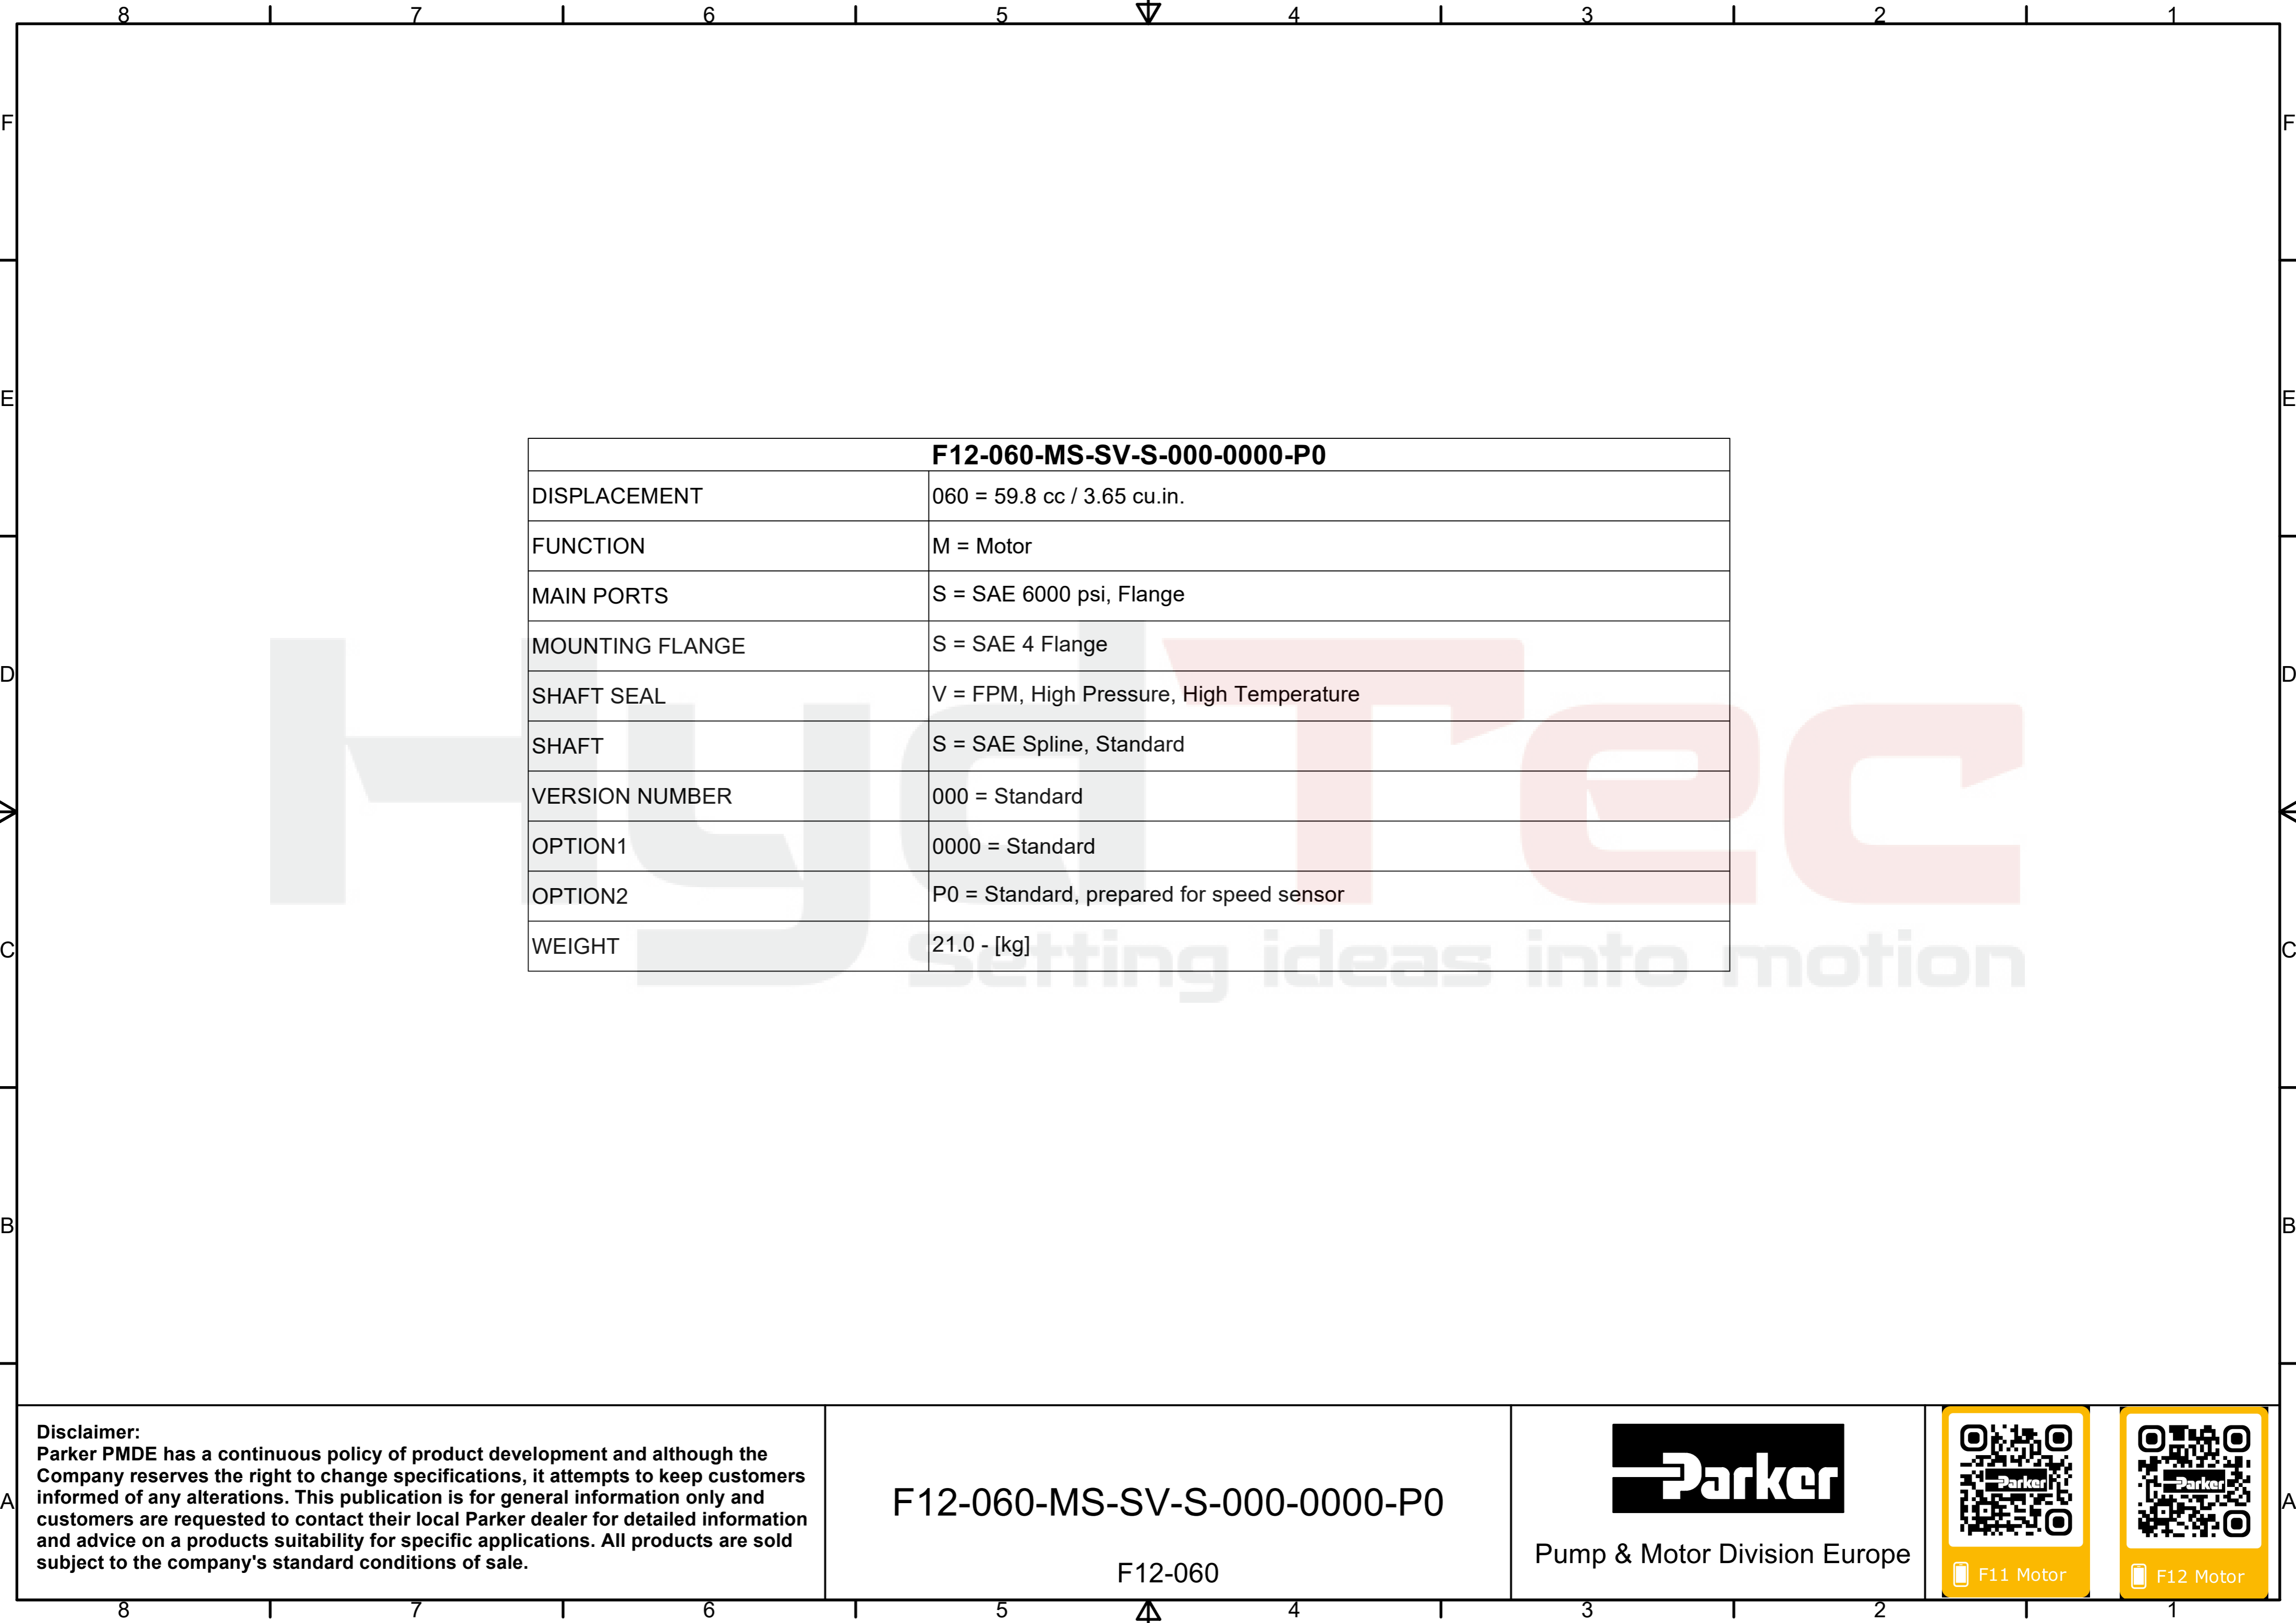 8 7 6 5 4 3 2 1
F F
E E
F12-060-MS-SV-S-000-0000-P0
DISPLACEMENT 060 = 59.8 cc / 3.65 cu.in.
FUNCTION M = Motor
MAIN PORTS S = SAE 6000 psi, Flange
MOUNTING FLANGE S = SAE 4 Flange
D D
SHAFT SEAL V = FPM, High Pressure, High Temperature
SHAFT S = SAE Spline, Standard
VERSION NUMBER 000 = Standard
OPTION1 0000 = Standard
OPTION2 P0 = Standard, prepared for speed sensor
WEIGHT 21.0 - [kg]
HydTec
Setting ideas into motion
C C
B B
Disclaimer:
Parker PMDE has a continuous policy of product development and although the
Company reserves the right to change specifications, it attempts to keep customers
informed of any alterations. This publication is for general information only and
customers are requested to contact their local Parker dealer for detailed information
and advice on a products suitability for specific applications. All products are sold
subject to the company's standard conditions of sale.
A A
F12-060-MS-SV-S-000-0000-P0
F12-060
Parker
Pump & Motor Division Europe
Parker
F11 Motor
Parker
F12 Motor
8 7 6 5 4 3 2 1